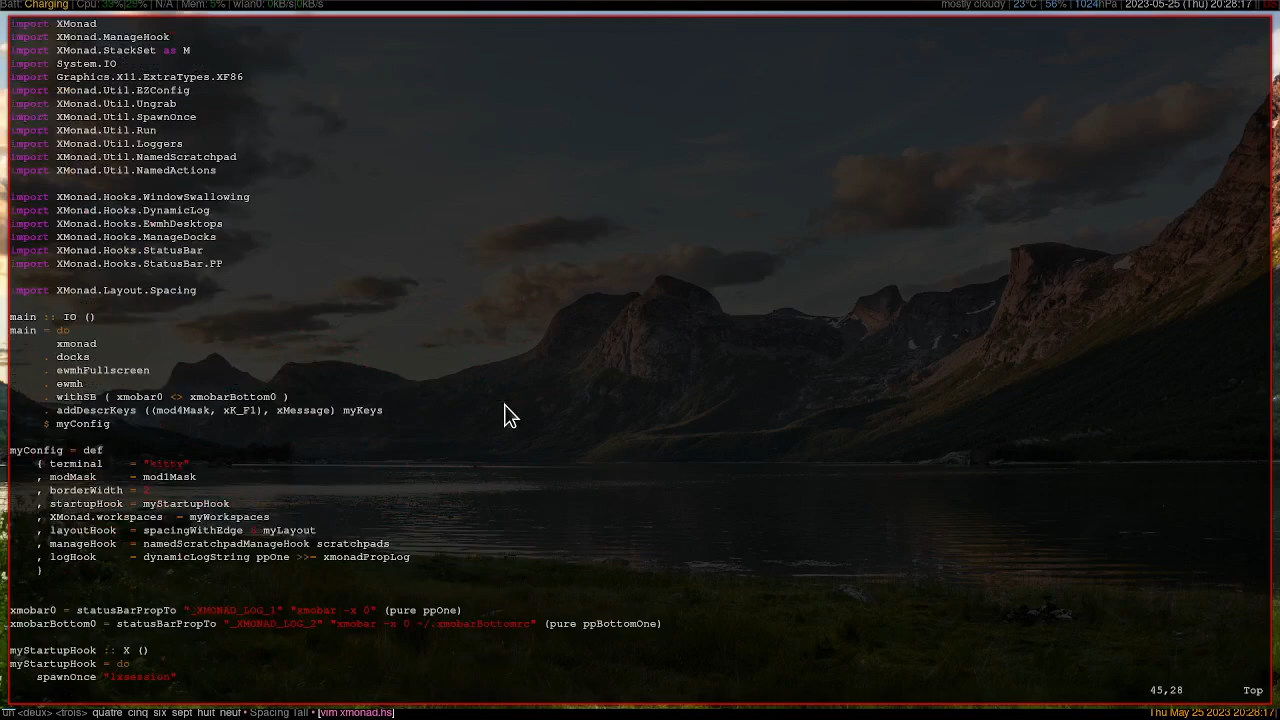 Batt: Charging | Cpu: 33%|29% | N/A | Mem: 5% | wlan0: 0kB/s|0kB/s
mostly cloudy | 23°C | 56% | 1024hPa | 2023-05-25 (Thu) 20:28:17 || US
import XMonad
import XMonad.ManageHook
import XMonad.StackSet as M
import System.IO
import Graphics.X11.ExtraTypes.XF86
import XMonad.Util.EZConfig
import XMonad.Util.Ungrab
import XMonad.Util.SpawnOnce
import XMonad.Util.Run
import XMonad.Util.Loggers
import XMonad.Util.NamedScratchpad
import XMonad.Util.NamedActions
import XMonad.Hooks.WindowSwallowing
import XMonad.Hooks.DynamicLog
import XMonad.Hooks.EwmhDesktops
import XMonad.Hooks.ManageDocks
import XMonad.Hooks.StatusBar
import XMonad.Hooks.StatusBar.PP
import XMonad.Layout.Spacing
main :: IO ()
main = do
xmonad
. docks
. ewmhFullscreen
. ewmh
. withSB ( xmobar0 <> xmobarBottom0 )
. addDescrKeys ((mod4Mask, xK_F1), xMessage) myKeys
$ myConfig
myConfig = def
{ terminal = "kitty"
, modMask = mod1Mask
, borderWidth = 2
, startupHook = myStartupHook
, XMonad.workspaces = myWorkspaces
, layoutHook = spacingWithEdge 8 myLayout
, manageHook = namedScratchpadManageHook scratchpads
, logHook = dynamicLogString ppOne >>= xmonadPropLog
}
xmobar0 = statusBarPropTo "_XMONAD_LOG_1" "xmobar -x 0" (pure ppOne)
xmobarBottom0 = statusBarPropTo "_XMONAD_LOG_2" "xmobar -x 0 ~/.xmobarBottomrc" (pure ppBottomOne)
myStartupHook :: X ()
myStartupHook = do
spawnOnce "lxsession"
45,28 Top
un <deux> <trois> quatre cinq six sept huit neuf • Spacing Tall • [vim xmonad.hs]
Thu May 25 2023 20:28:17